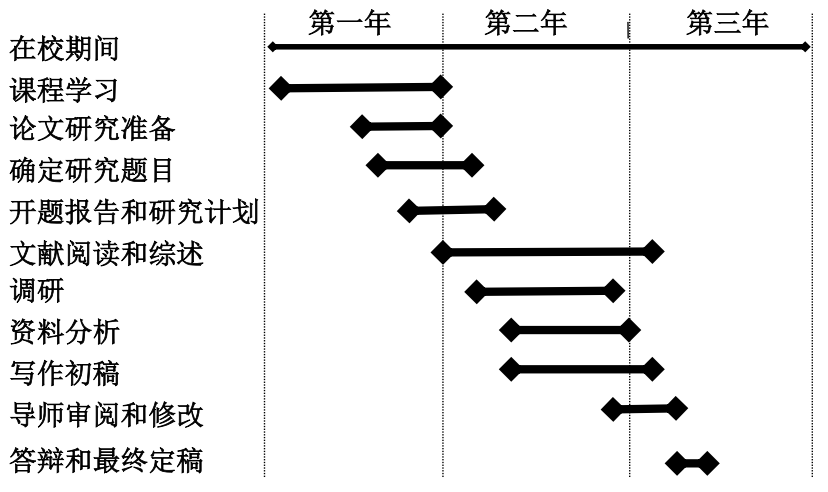 第一年 第二年 第三年
在校期间
课程学习
论文研究准备
确定研究题目
开题报告和研究计划
文献阅读和综述
调研
资料分析
写作初稿
导师审阅和修改
答辩和最终定稿